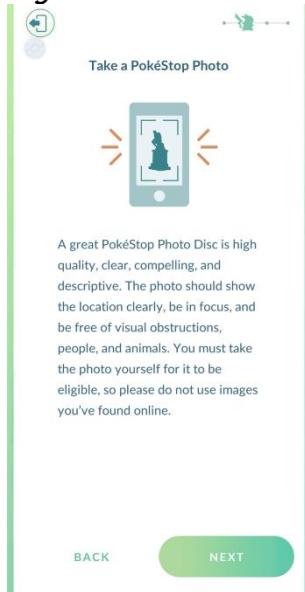 Take a PokéStop Photo
A great PokéStop Photo Disc is high
quality, clear, compelling, and
descriptive. The photo should show
the location clearly, be in focus, and
be free of visual obstructions,
people, and animals. You must take
the photo yourself for it to be
eligible, so please do not use images
you've found online.
BACK NEXT